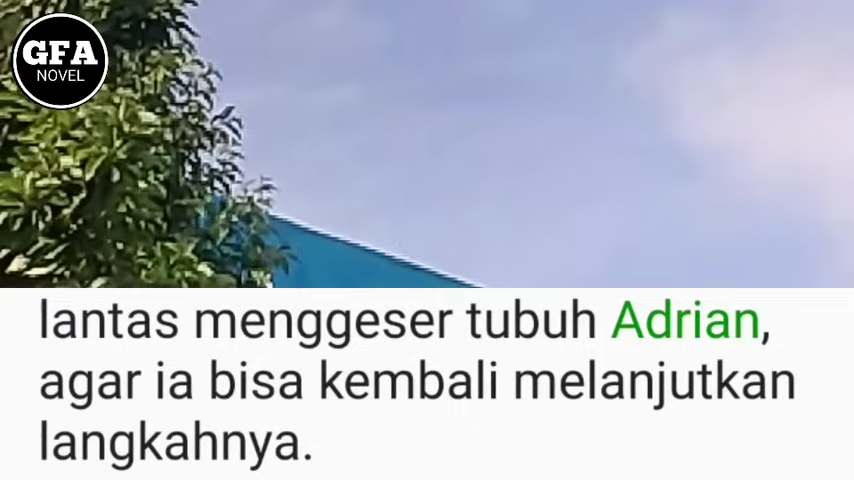 GFA
NOVEL
lantas menggeser tubuh Adrian,
agar ia bisa kembali melanjutkan
langkahnya.